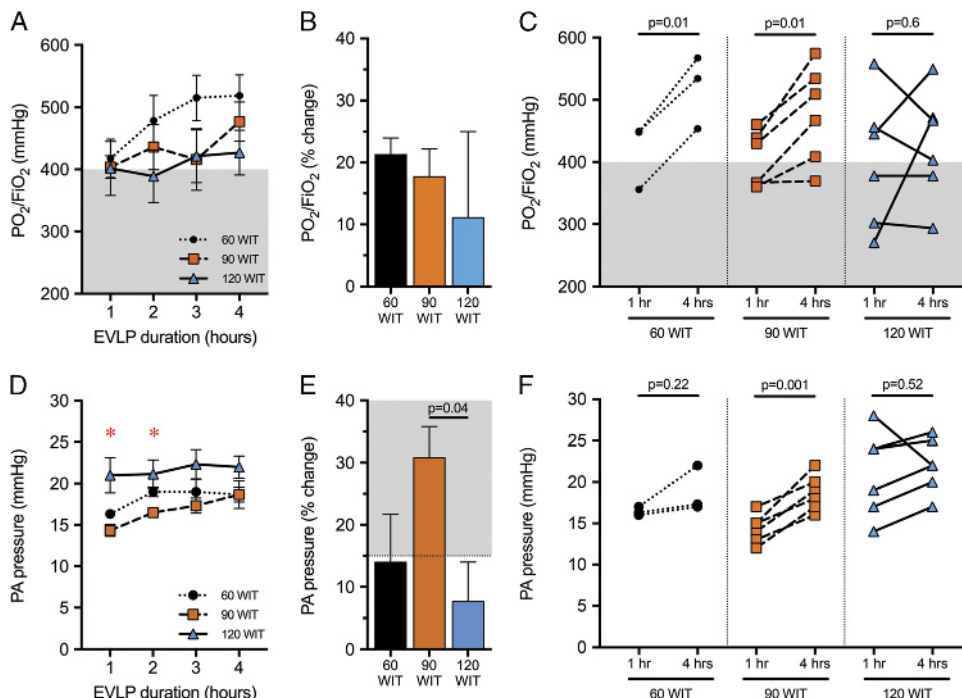 A
PO2/FiO2 (mmHg)
600
500
400
300
200
60 WIT
90 WIT
120 WIT
1 2 3 4
EVLP duration (hours)
B
PO2/FiO2 (% change)
40
30
20
10
0
60 WIT
90 WIT
120 WIT
C
p=0.01
p=0.01
p=0.6
PO2/FiO2 (mmHg)
600
500
400
300
200
1 hr 4 hrs
1 hr 4 hrs
1 hr 4 hrs
60 WIT
90 WIT
120 WIT
D
PA pressure (mmHg)
30
25
20
15
10
5
0
* *
60 WIT
90 WIT
120 WIT
1 2 3 4
EVLP duration (hours)
E
PA pressure (% change)
p=0.04
40
30
20
10
0
60 WIT
90 WIT
120 WIT
F
p=0.22
p=0.001
p=0.52
PA pressure (mmHg)
30
25
20
15
10
5
0
1 hr 4 hrs
1 hr 4 hrs
1 hr 4 hrs
60 WIT
90 WIT
120 WIT